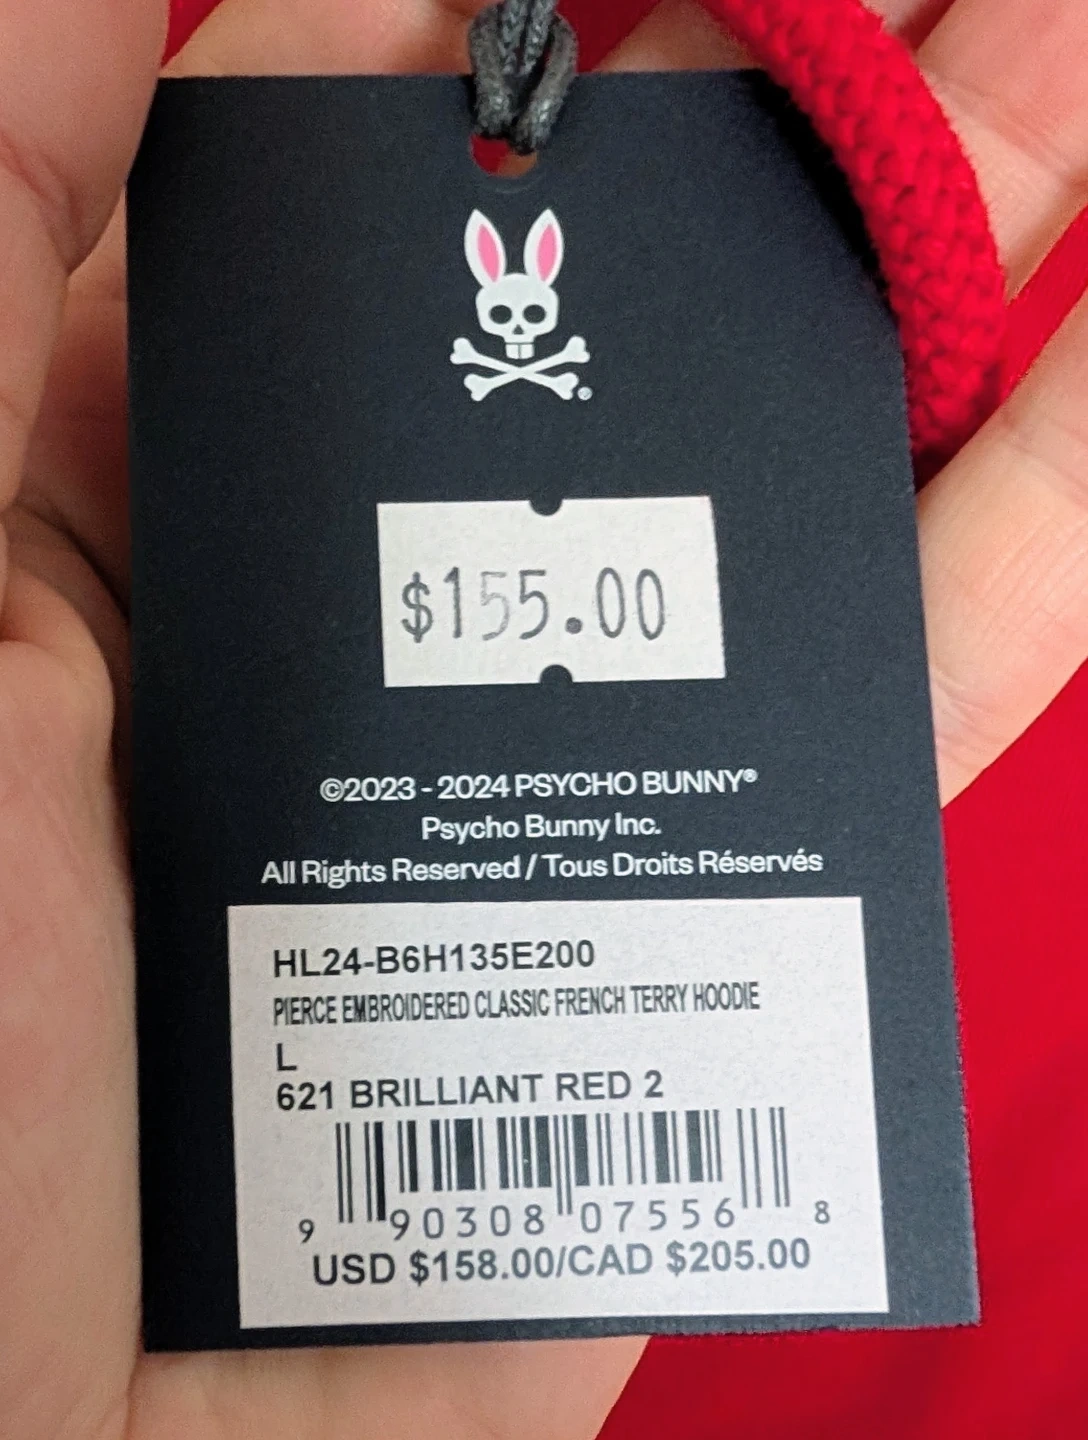 $155.00
©2023 - 2024 PSYCHO BUNNY®
Psycho Bunny Inc.
All Rights Reserved / Tous Droits Réservés
HL24-B6H135E200
PIERCE EMBROIDERED CLASSIC FRENCH TERRY HOODIE
L
621 BRILLIANT RED 2
9 90308 07556 8
USD $158.00/CAD $205.00